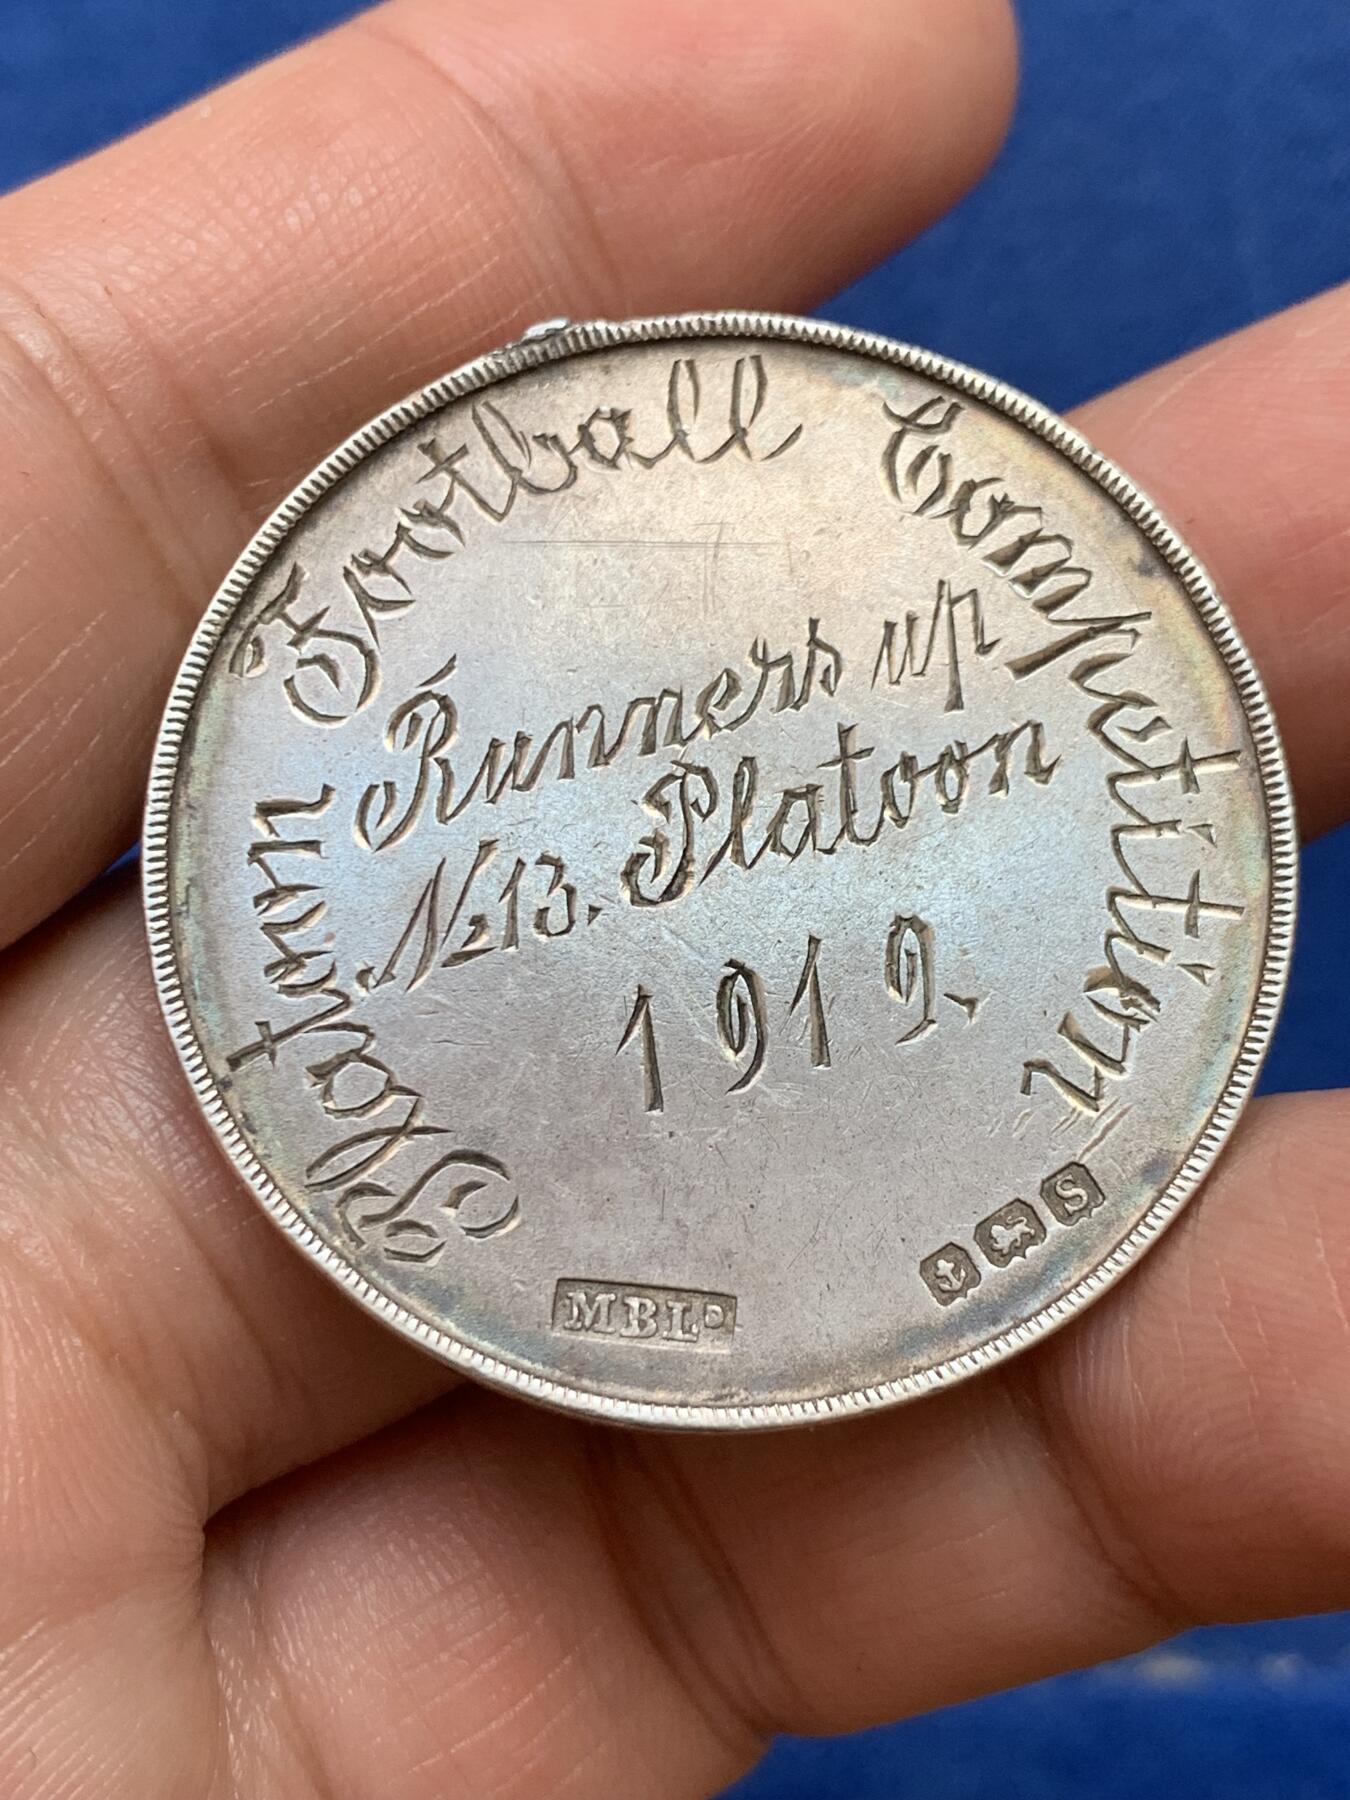 Platoon Football Competition
Runners up
No 13. Platoon
1919.
MBLD
S